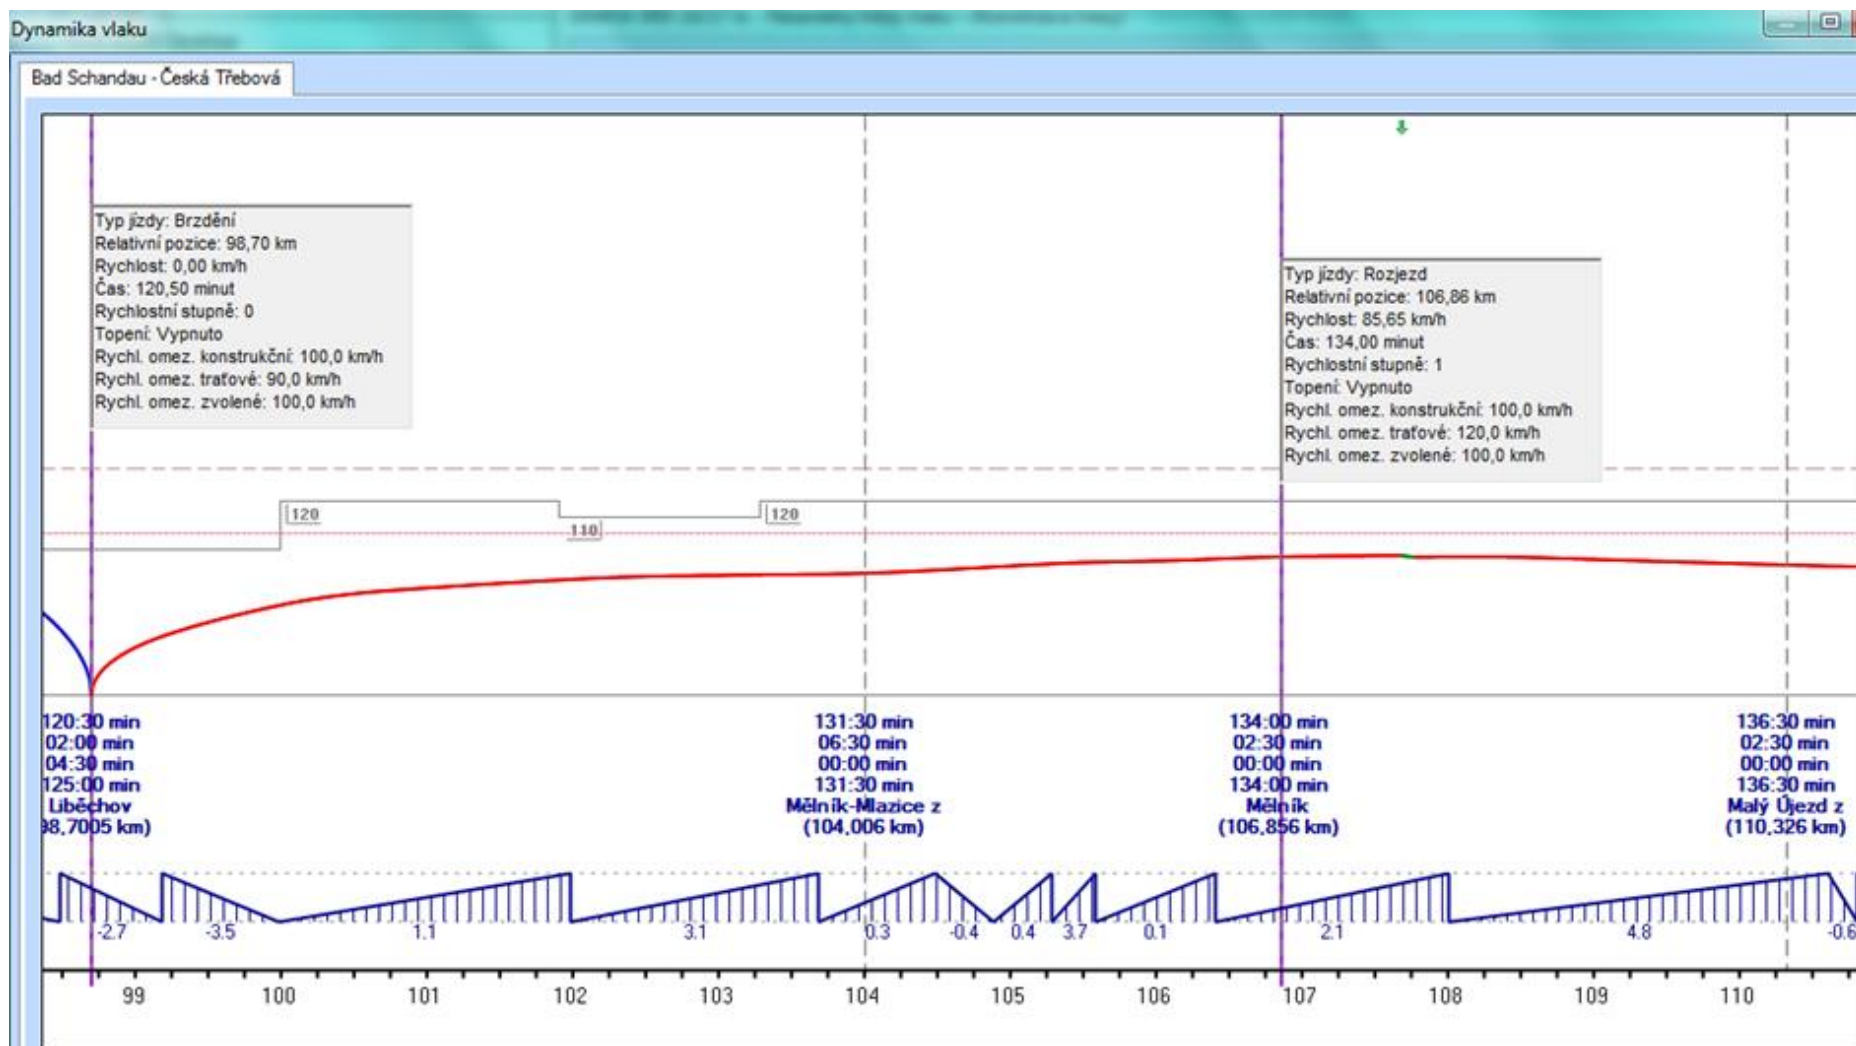 Dynamika vlaku
Bad Schandau - Česká Třebová
Typ jízdy: Brzdění
Relativní pozice: 98,70 km
Rychlost: 0,00 km/h
Čas: 120,50 minut
Rychlostní stupně: 0
Topení: Vypnuto
Rychl. omez. konstrukční: 100,0 km/h
Rychl. omez. traťové: 90,0 km/h
Rychl. omez. zvolené: 100,0 km/h
Typ jízdy: Rozjezd
Relativní pozice: 106,86 km
Rychlost: 85,65 km/h
Čas: 134,00 minut
Rychlostní stupně: 1
Topení: Vypnuto
Rychl. omez. konstrukční: 100,0 km/h
Rychl. omez. traťové: 120,0 km/h
Rychl. omez. zvolené: 100,0 km/h
120 110 120
120:30 min
02:00 min
04:30 min
125:00 min
Liběchov
98,7005 km)
131:30 min
06:30 min
00:00 min
131:30 min
Mělník-Mlazice z
(104,006 km)
134:00 min
02:30 min
00:00 min
134:00 min
Mělník
(106,856 km)
136:30 min
02:30 min
00:00 min
136:30 min
Malý Újezd z
(110,326 km)
-2.7 -3.5 1.1 3.1 0.3 -0.4 0.4 3.7 0.1 2.1 4.8 -0.6
99 100 101 102 103 104 105 106 107 108 109 110